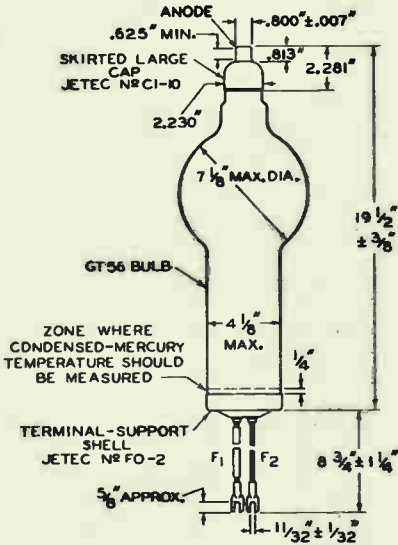 ANODE
.800"±.007"
.625" MIN.
.813"
SKIRTED LARGE
CAP
JETEC Nº C1-10
2.281"
2.230"
7 1/8" MAX. DIA.
19 1/2"
± 3/8"
GT56 BULB
4 1/8"
MAX.
ZONE WHERE
CONDENSED-MERCURY
TEMPERATURE SHOULD
BE MEASURED
1/4"
TERMINAL-SUPPORT
SHELL
JETEC Nº FO-2
F1
F2
8 3/4"± 1 1/4"
5/8" APPROX.
11/32"± 1/32"